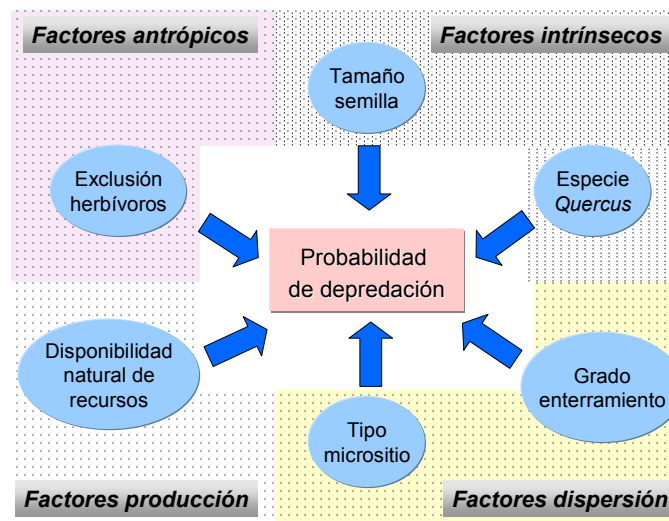 Factores antrópicos
Factores intrínsecos
Tamaño
semilla
Exclusión
herbívoros
Especie
Quercus
Probabilidad
de depredación
Disponibilidad
natural de
recursos
Grado
enterramiento
Tipo
micrositio
Factores producción
Factores dispersión